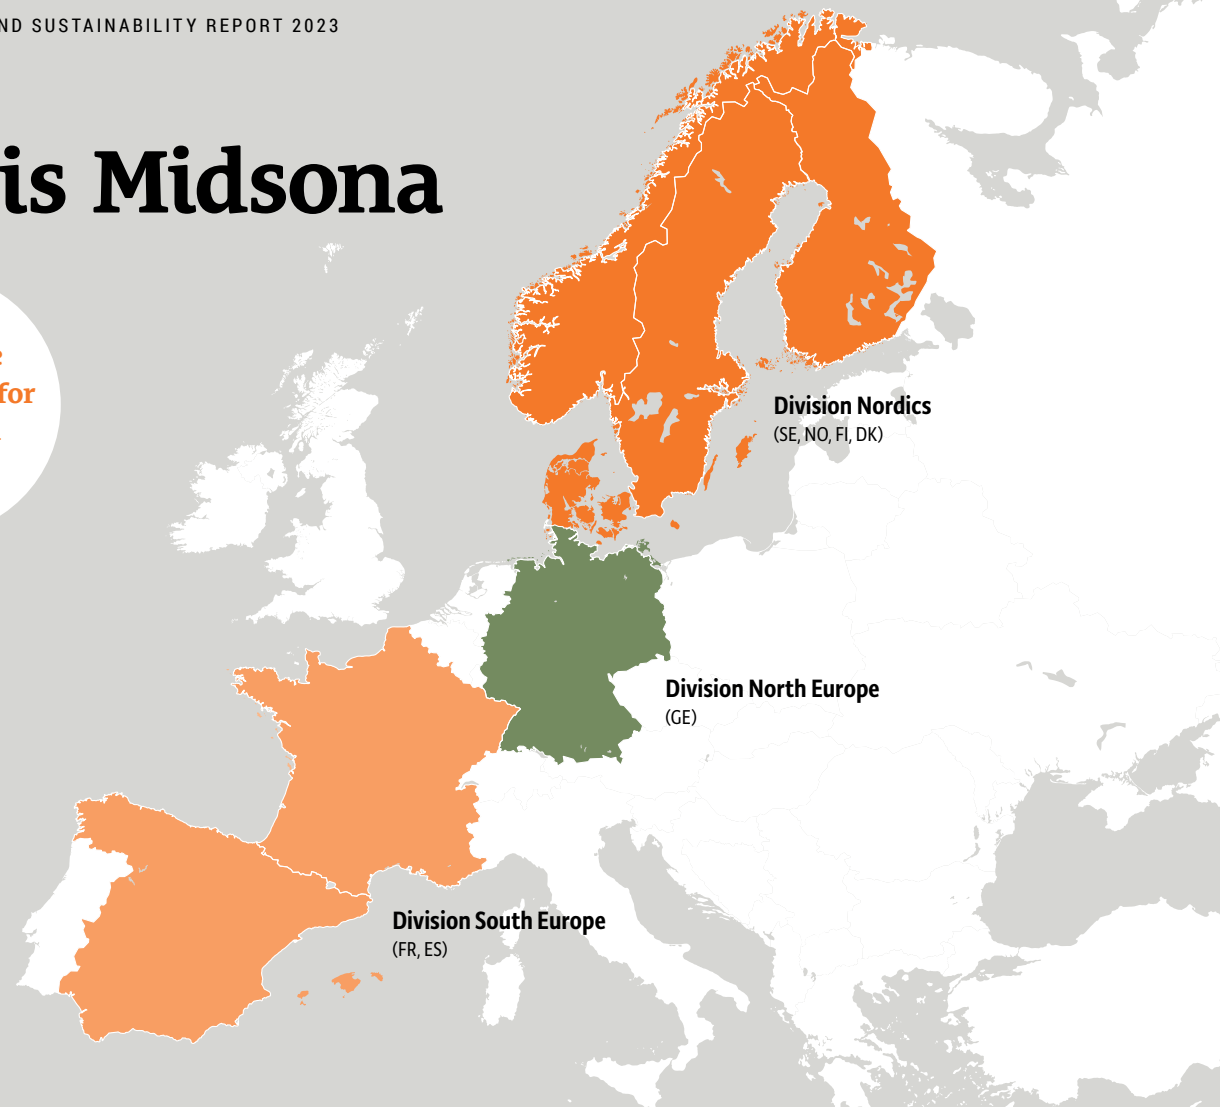 ND SUSTAINABILITY REPORT 2023
is Midsona
for
Division Nordics
(SE, NO, FI, DK)
Division North Europe
(GE)
Division South Europe
(FR, ES)